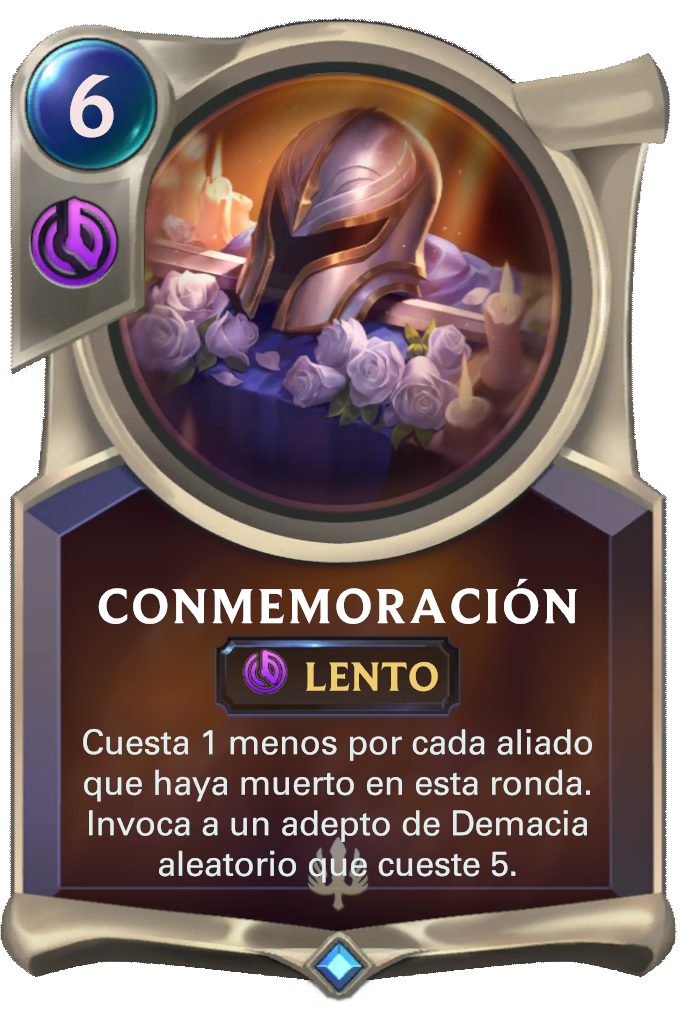 6
CONMEMORACIÓN
LENTO
Cuesta 1 menos por cada aliado
que haya muerto en esta ronda.
Invoca a un adepto de Demacia
aleatorio que cueste 5.